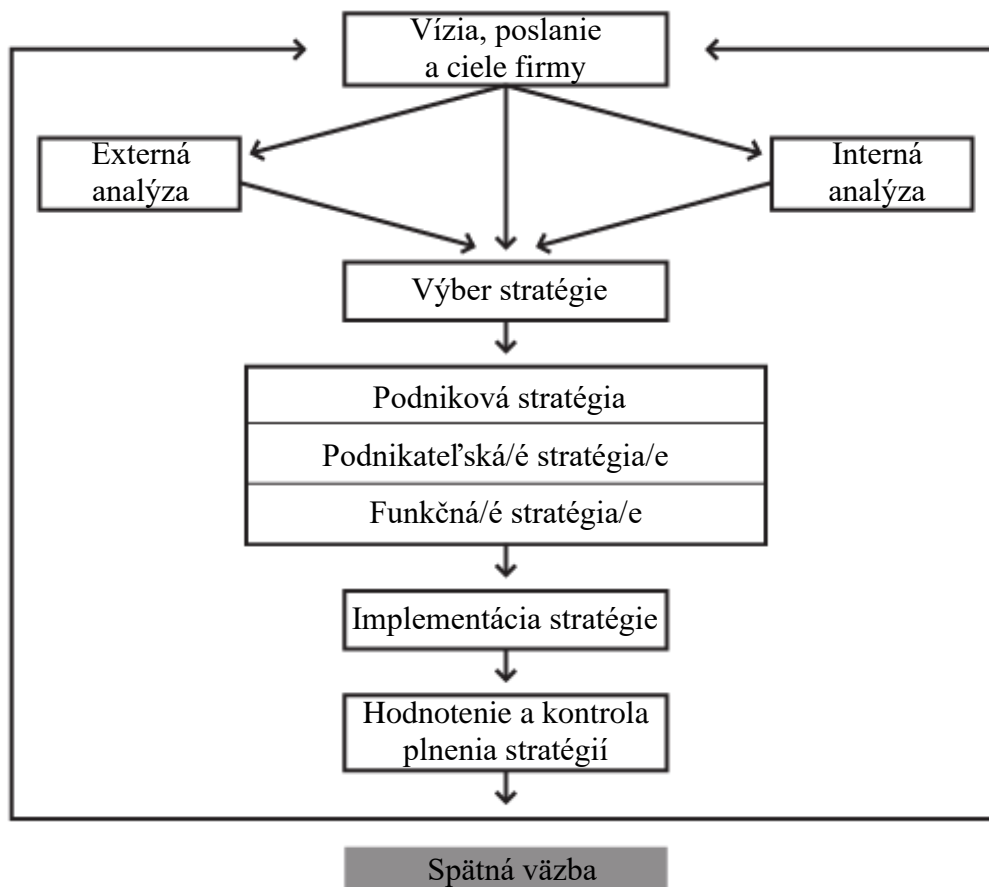 Vízia, poslanie
a ciele firmy
Externá
analýza
Interná
analýza
Výber stratégie
Podniková stratégia
Podnikateľská/é stratégia/e
Funkčná/é stratégia/e
Implementácia stratégie
Hodnotenie a kontrola
plnenia stratégií
Spätná väzba